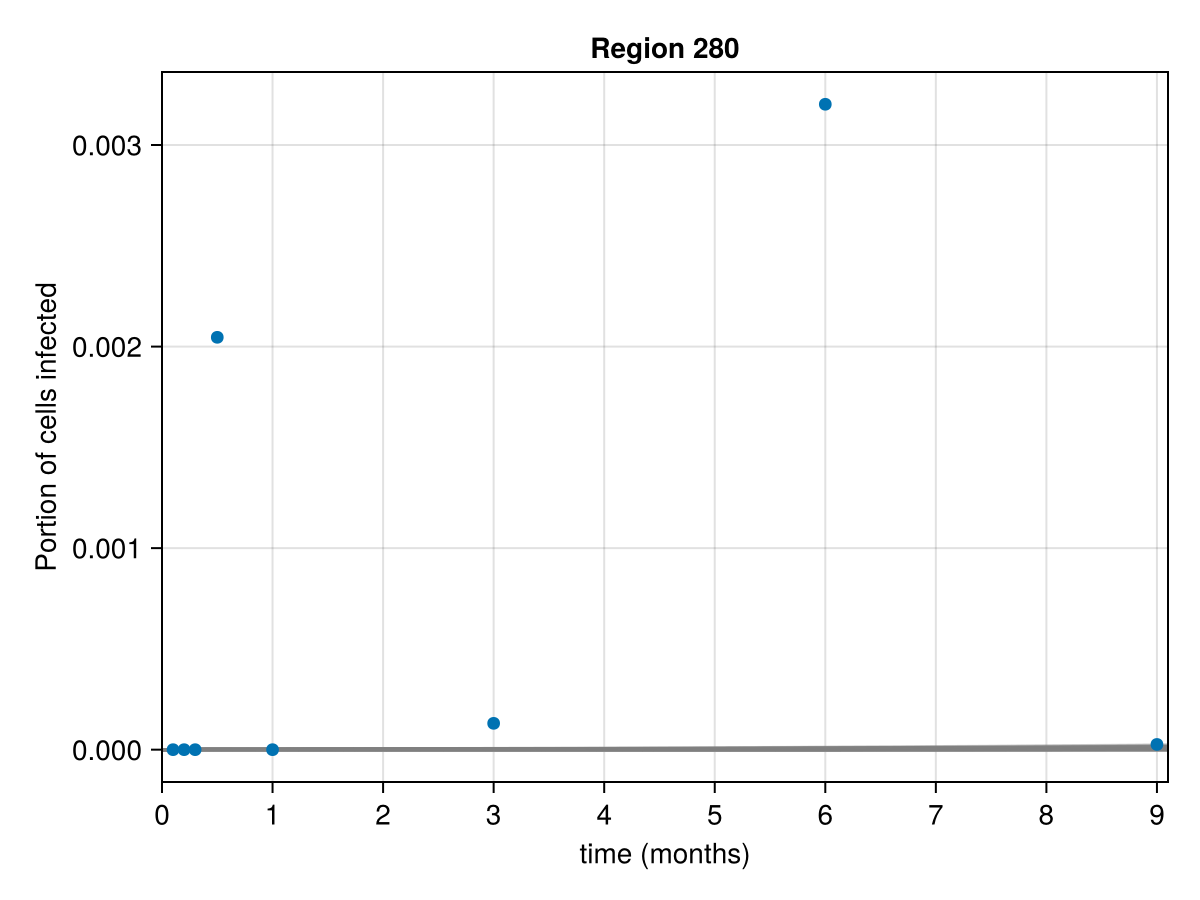 Region 280
Portion of cells infected
0.003
0.002
0.001
0.000
0 1 2 3 4 5 6 7 8 9
time (months)